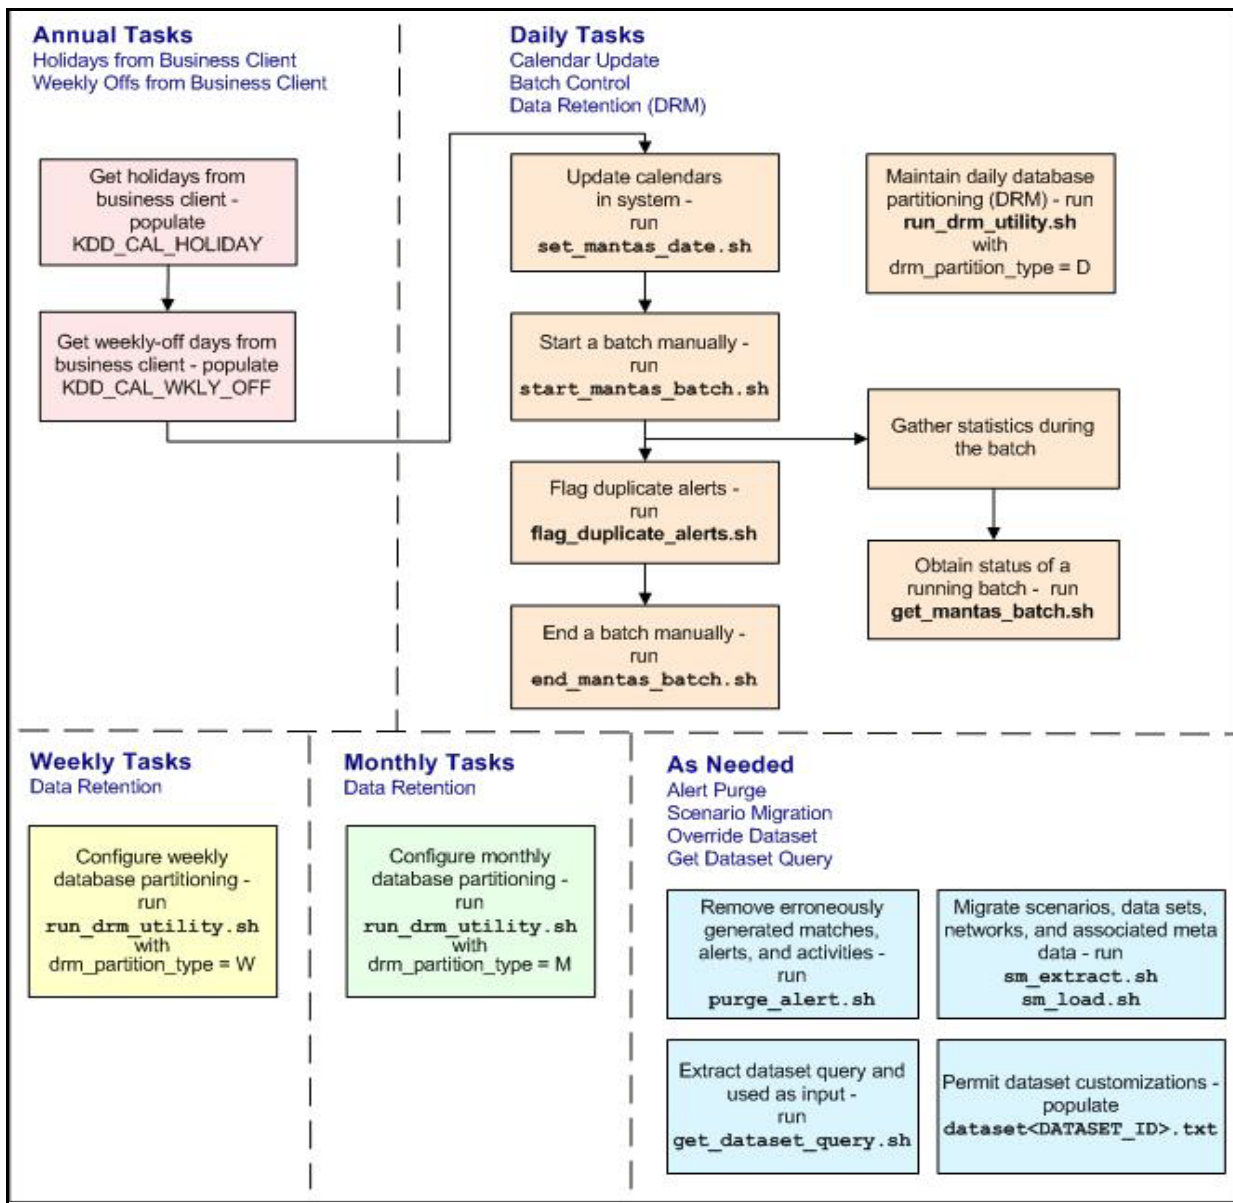 Annual Tasks
Holidays from Business Client
Weekly Offs from Business Client
Get holidays from
business client -
populate
KDD_CAL_HOLIDAY
Get weekly-off days from
business client - populate
KDD_CAL_WKLY_OFF
Daily Tasks
Calendar Update
Batch Control
Data Retention (DRM)
Update calendars
in system -
run
set_mantas_date.sh
Start a batch manually -
run
start_mantas_batch.sh
Flag duplicate alerts -
run
flag_duplicate_alerts.sh
End a batch manually -
run
end_mantas_batch.sh
Maintain daily database
partitioning (DRM) - run
run_drm_utility.sh
with
drm_partition_type = D
Gather statistics during
the batch
Obtain status of a
running batch - run
get_mantas_batch.sh
Weekly Tasks
Data Retention
Configure weekly
database partitioning -
run
run_drm_utility.sh
with
drm_partition_type = W
Monthly Tasks
Data Retention
Configure monthly
database partitioning -
run
run_drm_utility.sh
with
drm_partition_type = M
As Needed
Alert Purge
Scenario Migration
Override Dataset
Get Dataset Query
Remove erroneously
generated matches,
alerts, and activities -
run
purge_alert.sh
Migrate scenarios, data sets,
networks, and associated meta
data - run
sm_extract.sh
sm_load.sh
Extract dataset query and
used as input -
run
get_dataset_query.sh
Permit dataset customizations -
populate
dataset<DATASET_ID>.txt